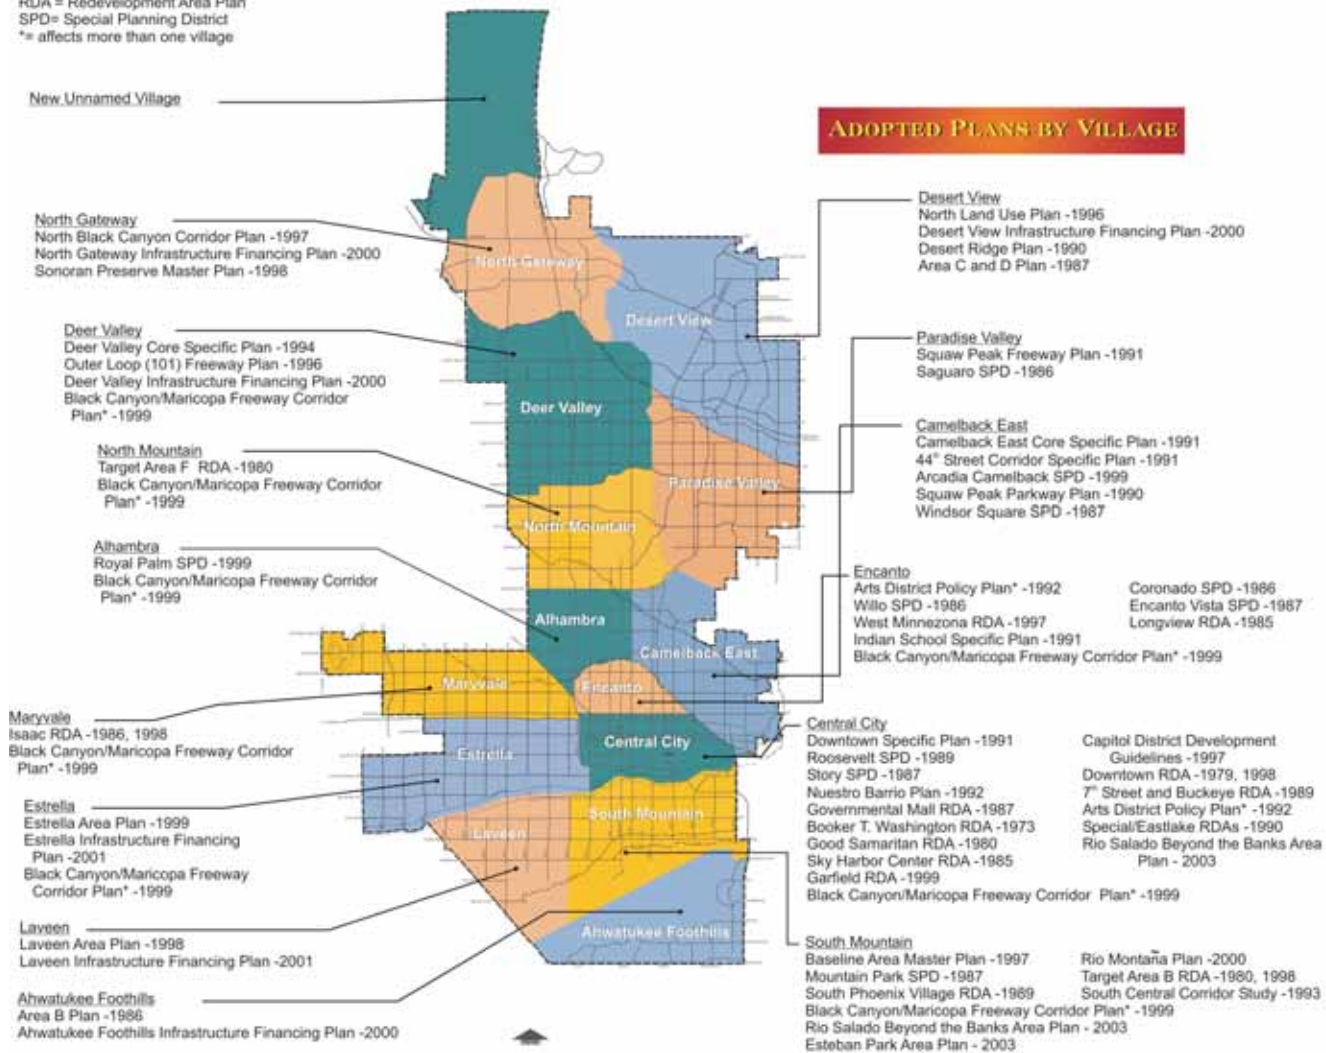 RDA = Redevelopment Area Plan
SPD= Special Planning District
*= affects more than one village
ADOPTED PLANS BY VILLAGE
New Unnamed Village
North Gateway
North Black Canyon Corridor Plan -1997
North Gateway Infrastructure Financing Plan -2000
Sonoran Preserve Master Plan -1998
Deer Valley
Deer Valley Core Specific Plan -1994
Outer Loop (101) Freeway Plan -1996
Deer Valley Infrastructure Financing Plan -2000
Black Canyon/Maricopa Freeway Corridor
Plan* -1999
North Mountain
Target Area F RDA -1980
Black Canyon/Maricopa Freeway Corridor
Plan* -1999
Alhambra
Royal Palm SPD -1999
Black Canyon/Maricopa Freeway Corridor
Plan* -1999
Maryvale
Isaac RDA -1986, 1998
Black Canyon/Maricopa Freeway Corridor
Plan* -1999
Estrella
Estrella Area Plan -1999
Estrella Infrastructure Financing
Plan -2001
Black Canyon/Maricopa Freeway
Corridor Plan* -1999
Laveen
Laveen Area Plan -1998
Laveen Infrastructure Financing Plan -2001
Ahwatukee Foothills
Area B Plan -1986
Ahwatukee Foothills Infrastructure Financing Plan -2000
North Gateway
Desert View
Deer Valley
Paradise Valley
North Mountain
Alhambra
Camelback East
Maryvale
Encanto
Central City
Estrella
South Mountain
Laveen
Ahwatukee Foothills
Desert View
North Land Use Plan -1996
Desert View Infrastructure Financing Plan -2000
Desert Ridge Plan -1990
Area C and D Plan -1987
Paradise Valley
Squaw Peak Freeway Plan -1991
Saguaro SPD -1986
Camelback East
Camelback East Core Specific Plan -1991
44th Street Corridor Specific Plan -1991
Arcadia Camelback SPD -1999
Squaw Peak Parkway Plan -1990
Windsor Square SPD -1987
Encanto
Arts District Policy Plan* -1992
Willo SPD -1986
West Minnezona RDA -1997
Indian School Specific Plan -1991
Black Canyon/Maricopa Freeway Corridor Plan* -1999
Coronado SPD -1986
Encanto Vista SPD -1987
Longview RDA -1985
Central City
Downtown Specific Plan -1991
Roosevelt SPD -1989
Story SPD -1987
Nuestro Barrio Plan -1992
Governmental Mall RDA -1987
Booker T. Washington RDA -1973
Good Samaritan RDA -1980
Sky Harbor Center RDA -1985
Garfield RDA -1999
Black Canyon/Maricopa Freeway Corridor Plan* -1999
Capitol District Development
Guidelines -1997
Downtown RDA -1979, 1998
7th Street and Buckeye RDA -1989
Arts District Policy Plan* -1992
Special/Eastlake RDAs -1990
Rio Salado Beyond the Banks Area
Plan - 2003
South Mountain
Baseline Area Master Plan -1997
Mountain Park SPD -1987
South Phoenix Village RDA -1989
Black Canyon/Maricopa Freeway Corridor Plan* -1999
Rio Salado Beyond the Banks Area Plan - 2003
Esteban Park Area Plan - 2003
Rio Montaña Plan -2000
Target Area B RDA -1980, 1998
South Central Corridor Study -1993